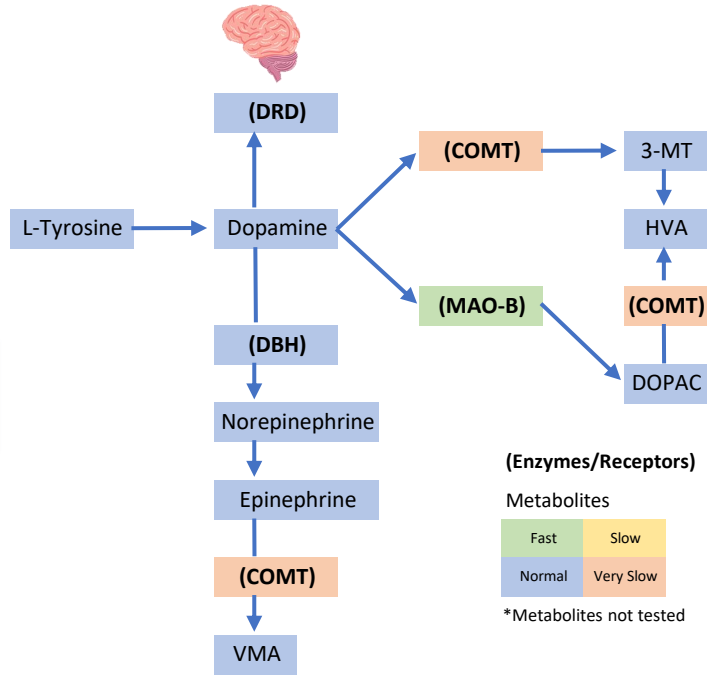 (DRD)
(COMT)
3-MT
L-Tyrosine
Dopamine
HVA
(MAO-B)
(COMT)
(DBH)
DOPAC
Norepinephrine
Epinephrine
(COMT)
VMA
(Enzymes/Receptors)
Metabolites
Fast
Slow
Normal
Very Slow
*Metabolites not tested